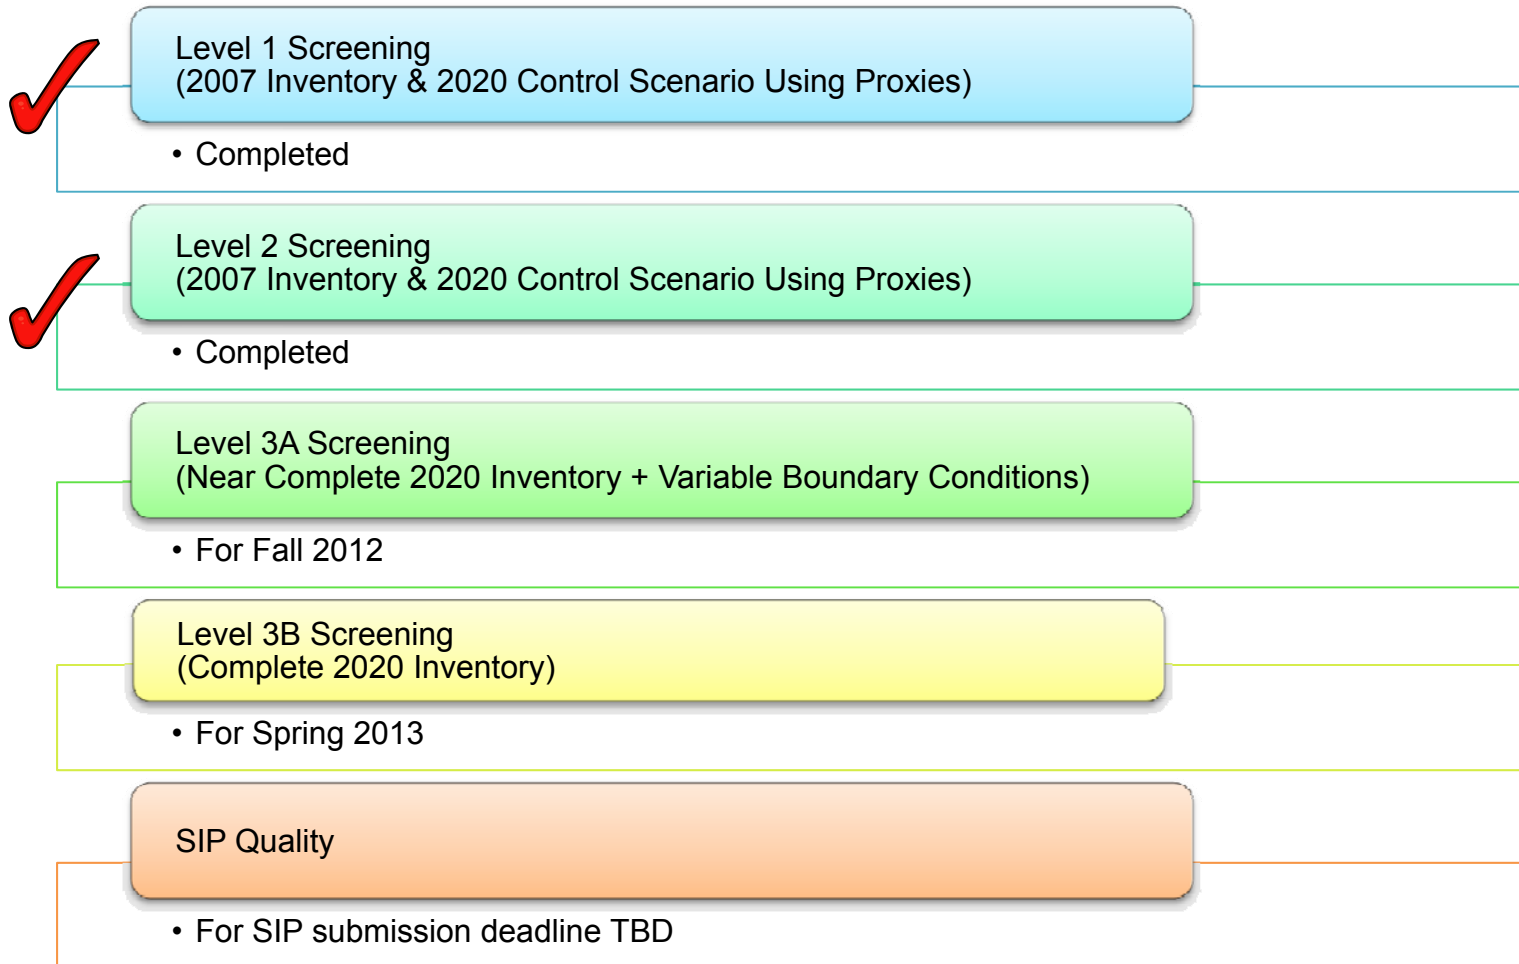 Level 1 Screening
(2007 Inventory & 2020 Control Scenario Using Proxies)
• Completed
Level 2 Screening
(2007 Inventory & 2020 Control Scenario Using Proxies)
• Completed
Level 3A Screening
(Near Complete 2020 Inventory + Variable Boundary Conditions)
• For Fall 2012
Level 3B Screening
(Complete 2020 Inventory)
• For Spring 2013
SIP Quality
• For SIP submission deadline TBD